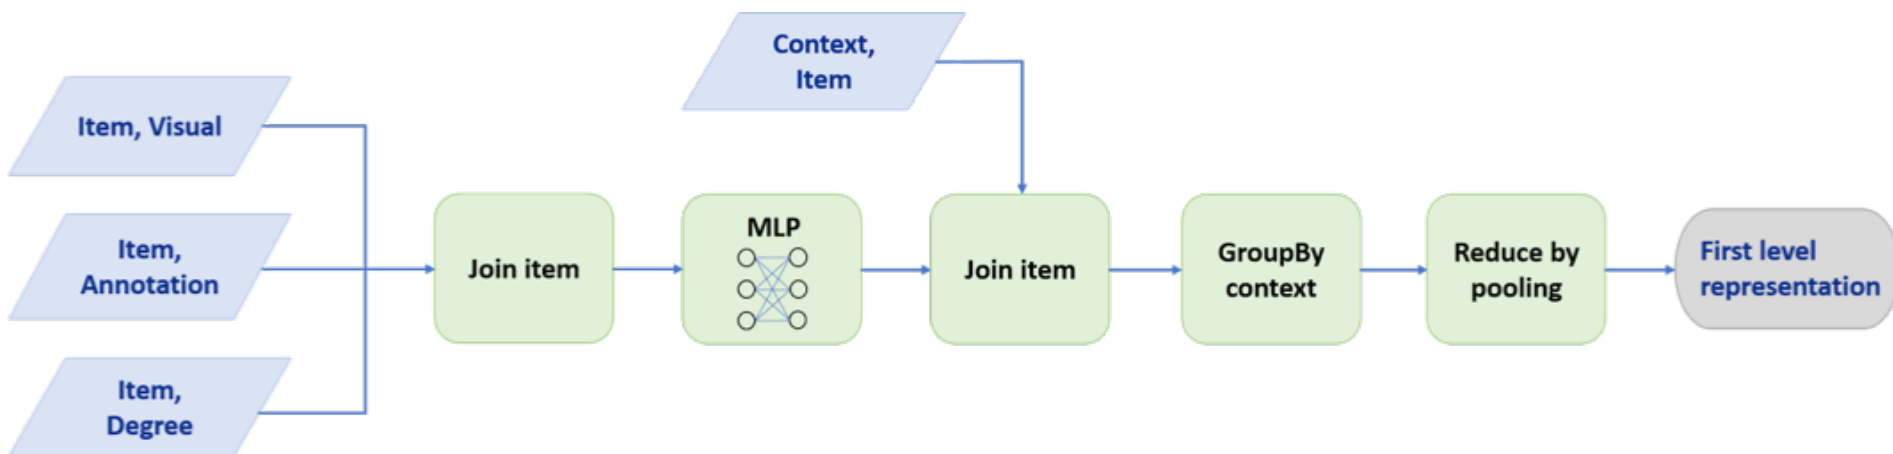 Context,
Item
Item, Visual
Item,
Annotation
Item,
Degree
Join item
MLP
Join item
GroupBy
context
Reduce by
pooling
First level
representation